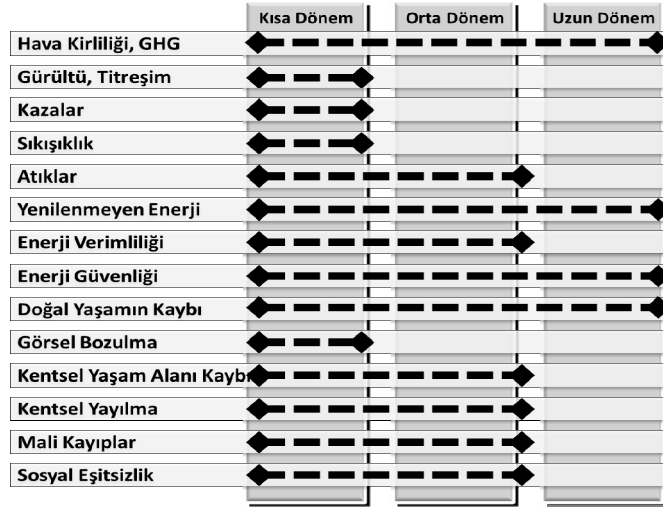 Kısa Dönem Orta Dönem Uzun Dönem
Hava Kirliliği, GHG
Gürültü, Titreşim
Kazalar
Sıkışıklık
Atıklar
Yenilenmeyen Enerji
Enerji Verimliliği
Enerji Güvenliği
Doğal Yaşamın Kaybı
Görsel Bozulma
Kentsel Yaşam Alanı Kaybı
Kentsel Yayılma
Mali Kayıplar
Sosyal Eşitsizlik